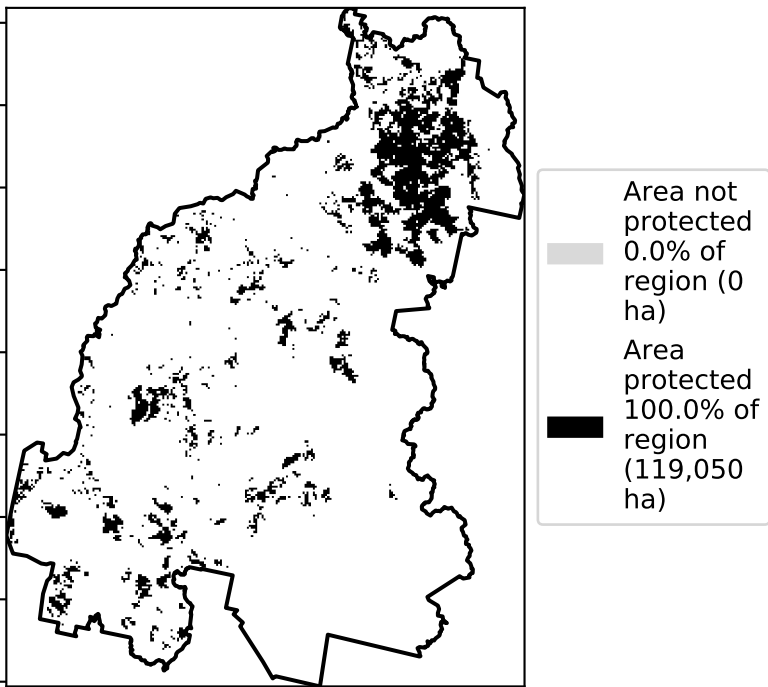 Area not
protected
0.0% of
region (0
ha)
Area
protected
100.0% of
region
(119,050
ha)